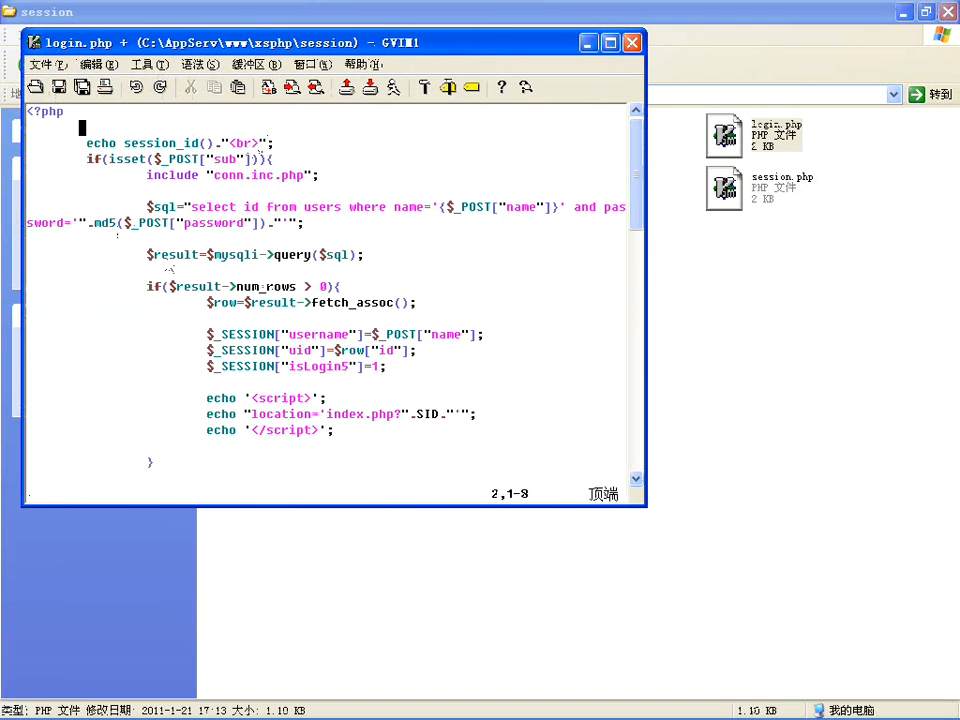 session
login.php + (C:\AppServ\www\xsphp\session) - GVIM1
文件(F) 编辑(E) 工具(T) 语法(S) 缓冲区(B) 窗口(W) 帮助(H)
转到
<?php
echo session_id()."<br>";
if(isset($_POST["sub"])){
include "conn.inc.php";
$sql="select id from users where name='{$_POST["name"]}' and pas
sword='".md5($_POST["password"])."'";
$result=$mysqli->query($sql);
if($result->num_rows > 0){
$row=$result->fetch_assoc();
$_SESSION["username"]=$_POST["name"];
$_SESSION["uid"]=$row["id"];
$_SESSION["isLogin5"]=1;
echo '<script>';
echo "location='index.php?".SID."'";
echo '</script>';
}
2,1-8 顶端
login.php
PHP 文件
2 KB
session.php
PHP 文件
2 KB
类型: PHP 文件 修改日期: 2011-1-21 17:13 大小: 1.10 KB
1.10 KB
我的电脑